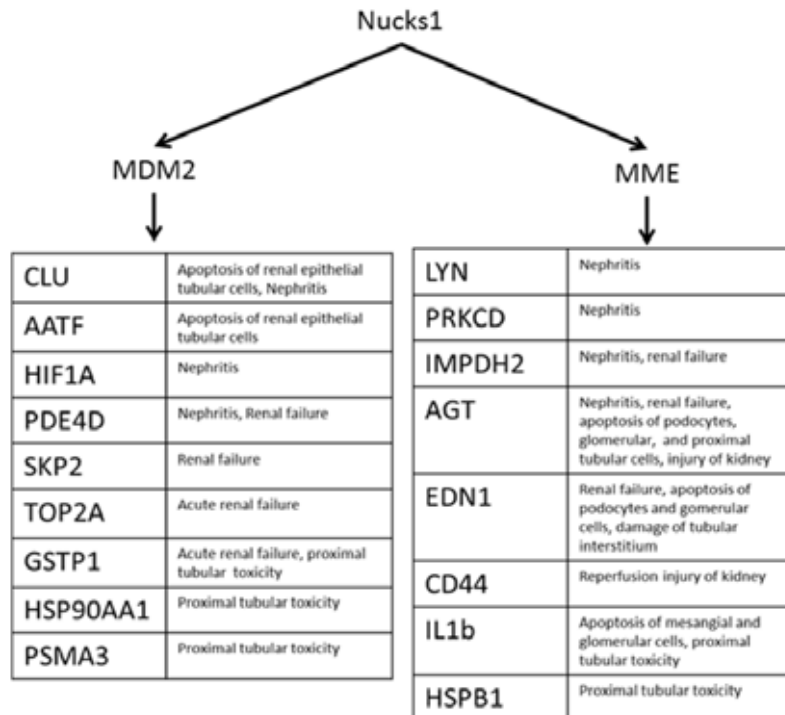 Nucks1
MDM2
MME
CLU
Apoptosis of renal epithelial
tubular cells, Nephritis
AATF
Apoptosis of renal epithelial
tubular cells
HIF1A
Nephritis
PDE4D
Nephritis, Renal failure
SKP2
Renal failure
TOP2A
Acute renal failure
GSTP1
Acute renal failure, proximal
tubular toxicity
HSP90AA1
Proximal tubular toxicity
PSMA3
Proximal tubular toxicity
LYN
Nephritis
PRKCD
Nephritis
IMPDH2
Nephritis, renal failure
AGT
Nephritis, renal failure,
apoptosis of podocytes,
glomerular, and proximal
tubular cells, injury of kidney
EDN1
Renal failure, apoptosis of
podocytes and gomerular
cells, damage of tubular
interstitium
CD44
Reperfusion injury of kidney
IL1b
Apoptosis of mesangial and
glomerular cells, proximal
tubular toxicity
HSPB1
Proximal tubular toxicity